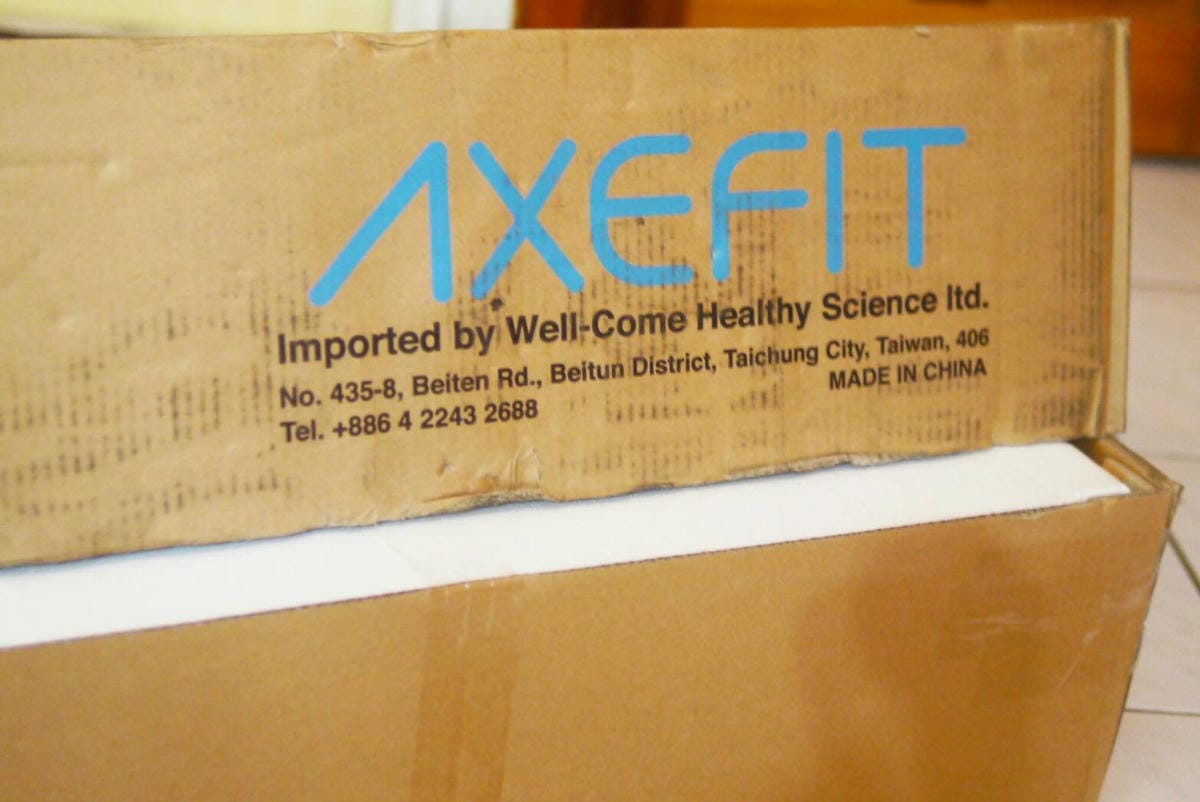 AXEFIT
Imported by Well-Come Healthy Science ltd.
No. 435-8, Beiten Rd., Beitun District, Taichung City, Taiwan, 406
Tel. +886 4 2243 2688
MADE IN CHINA